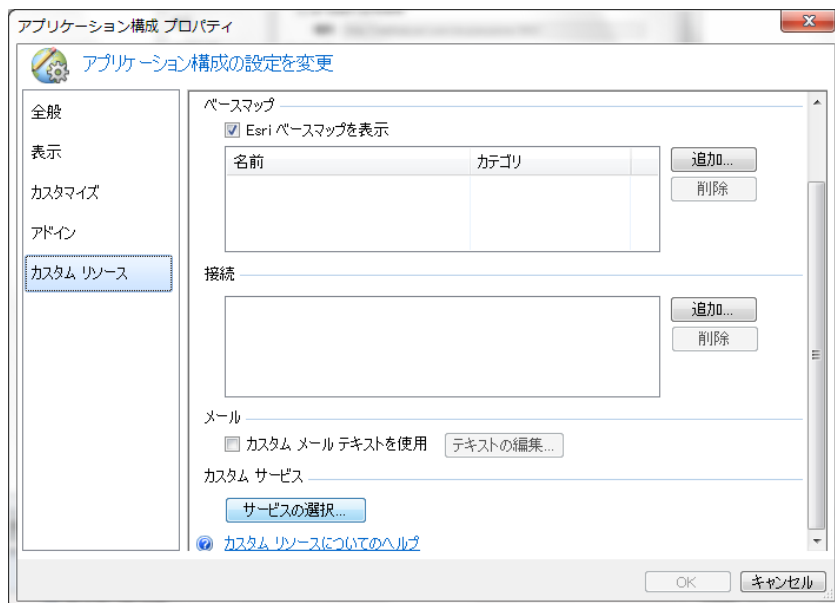 アプリケーション構成 プロパティ
アプリケーション構成の設定を変更
全般
表示
カスタマイズ
アドイン
カスタム リソース
ベースマップ
Esri ベースマップを表示
名前 カテゴリ
追加...
削除
接続
追加...
削除
メール
カスタム メール テキストを使用 テキストの編集...
カスタム サービス
サービスの選択...
カスタム リソースについてのヘルプ
OK キャンセル